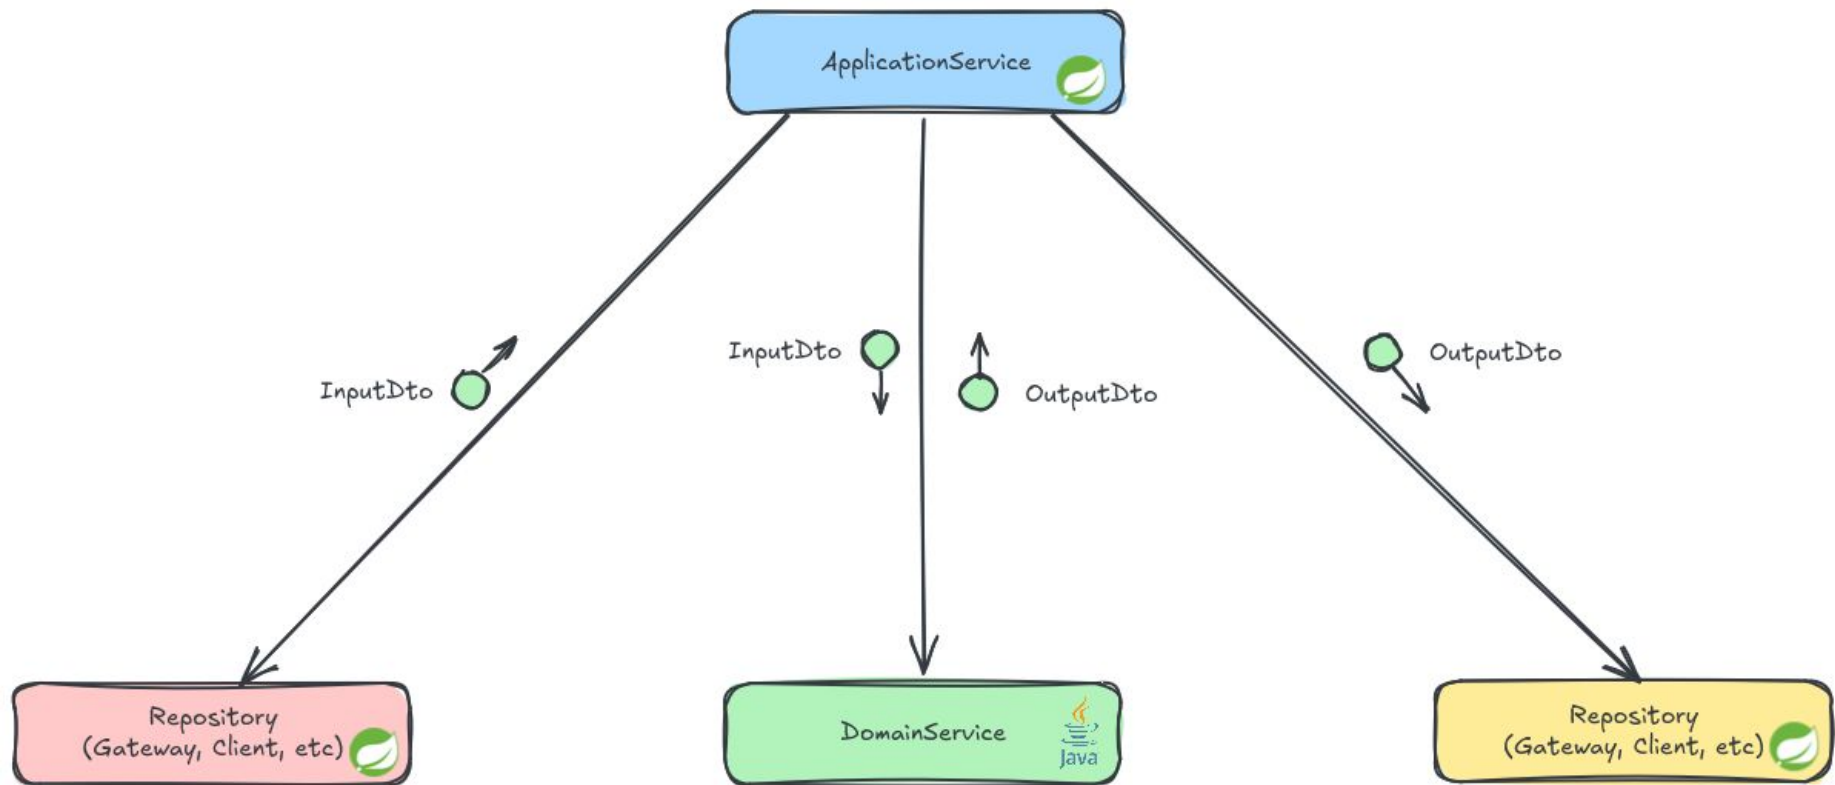 ApplicationService
InputDto
OutputDto
InputDto
OutputDto
Repository
(Gateway, Client, etc)
DomainService
Java
Repository
(Gateway, Client, etc)